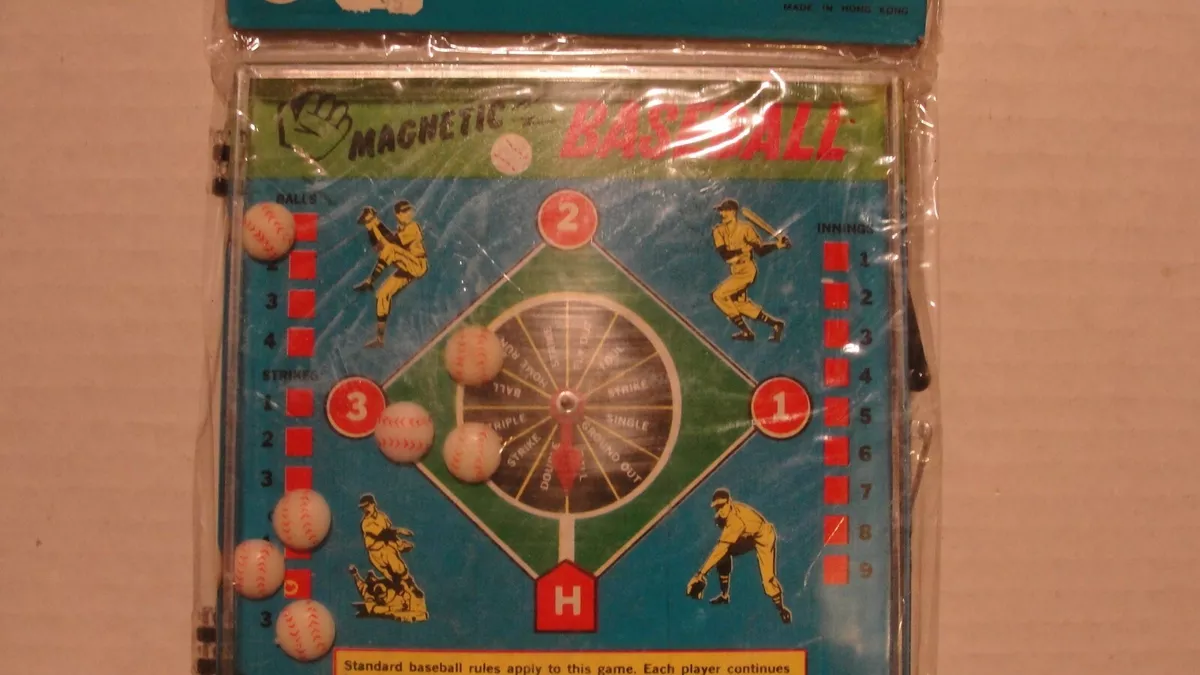 MADE IN HONG KONG
MAGNETIC
BASEBALL
BALLS
2
3
4
STRIKES
1
2
3
3
INNINGS
1
2
3
4
5
6
7
8
9
2
3
1
H
HOME RUN
BALL
TRIPLE
STRIKE
DOUBLE
GROUND OUT
SINGLE
STRIKE
Standard baseball rules apply to this game. Each player continues